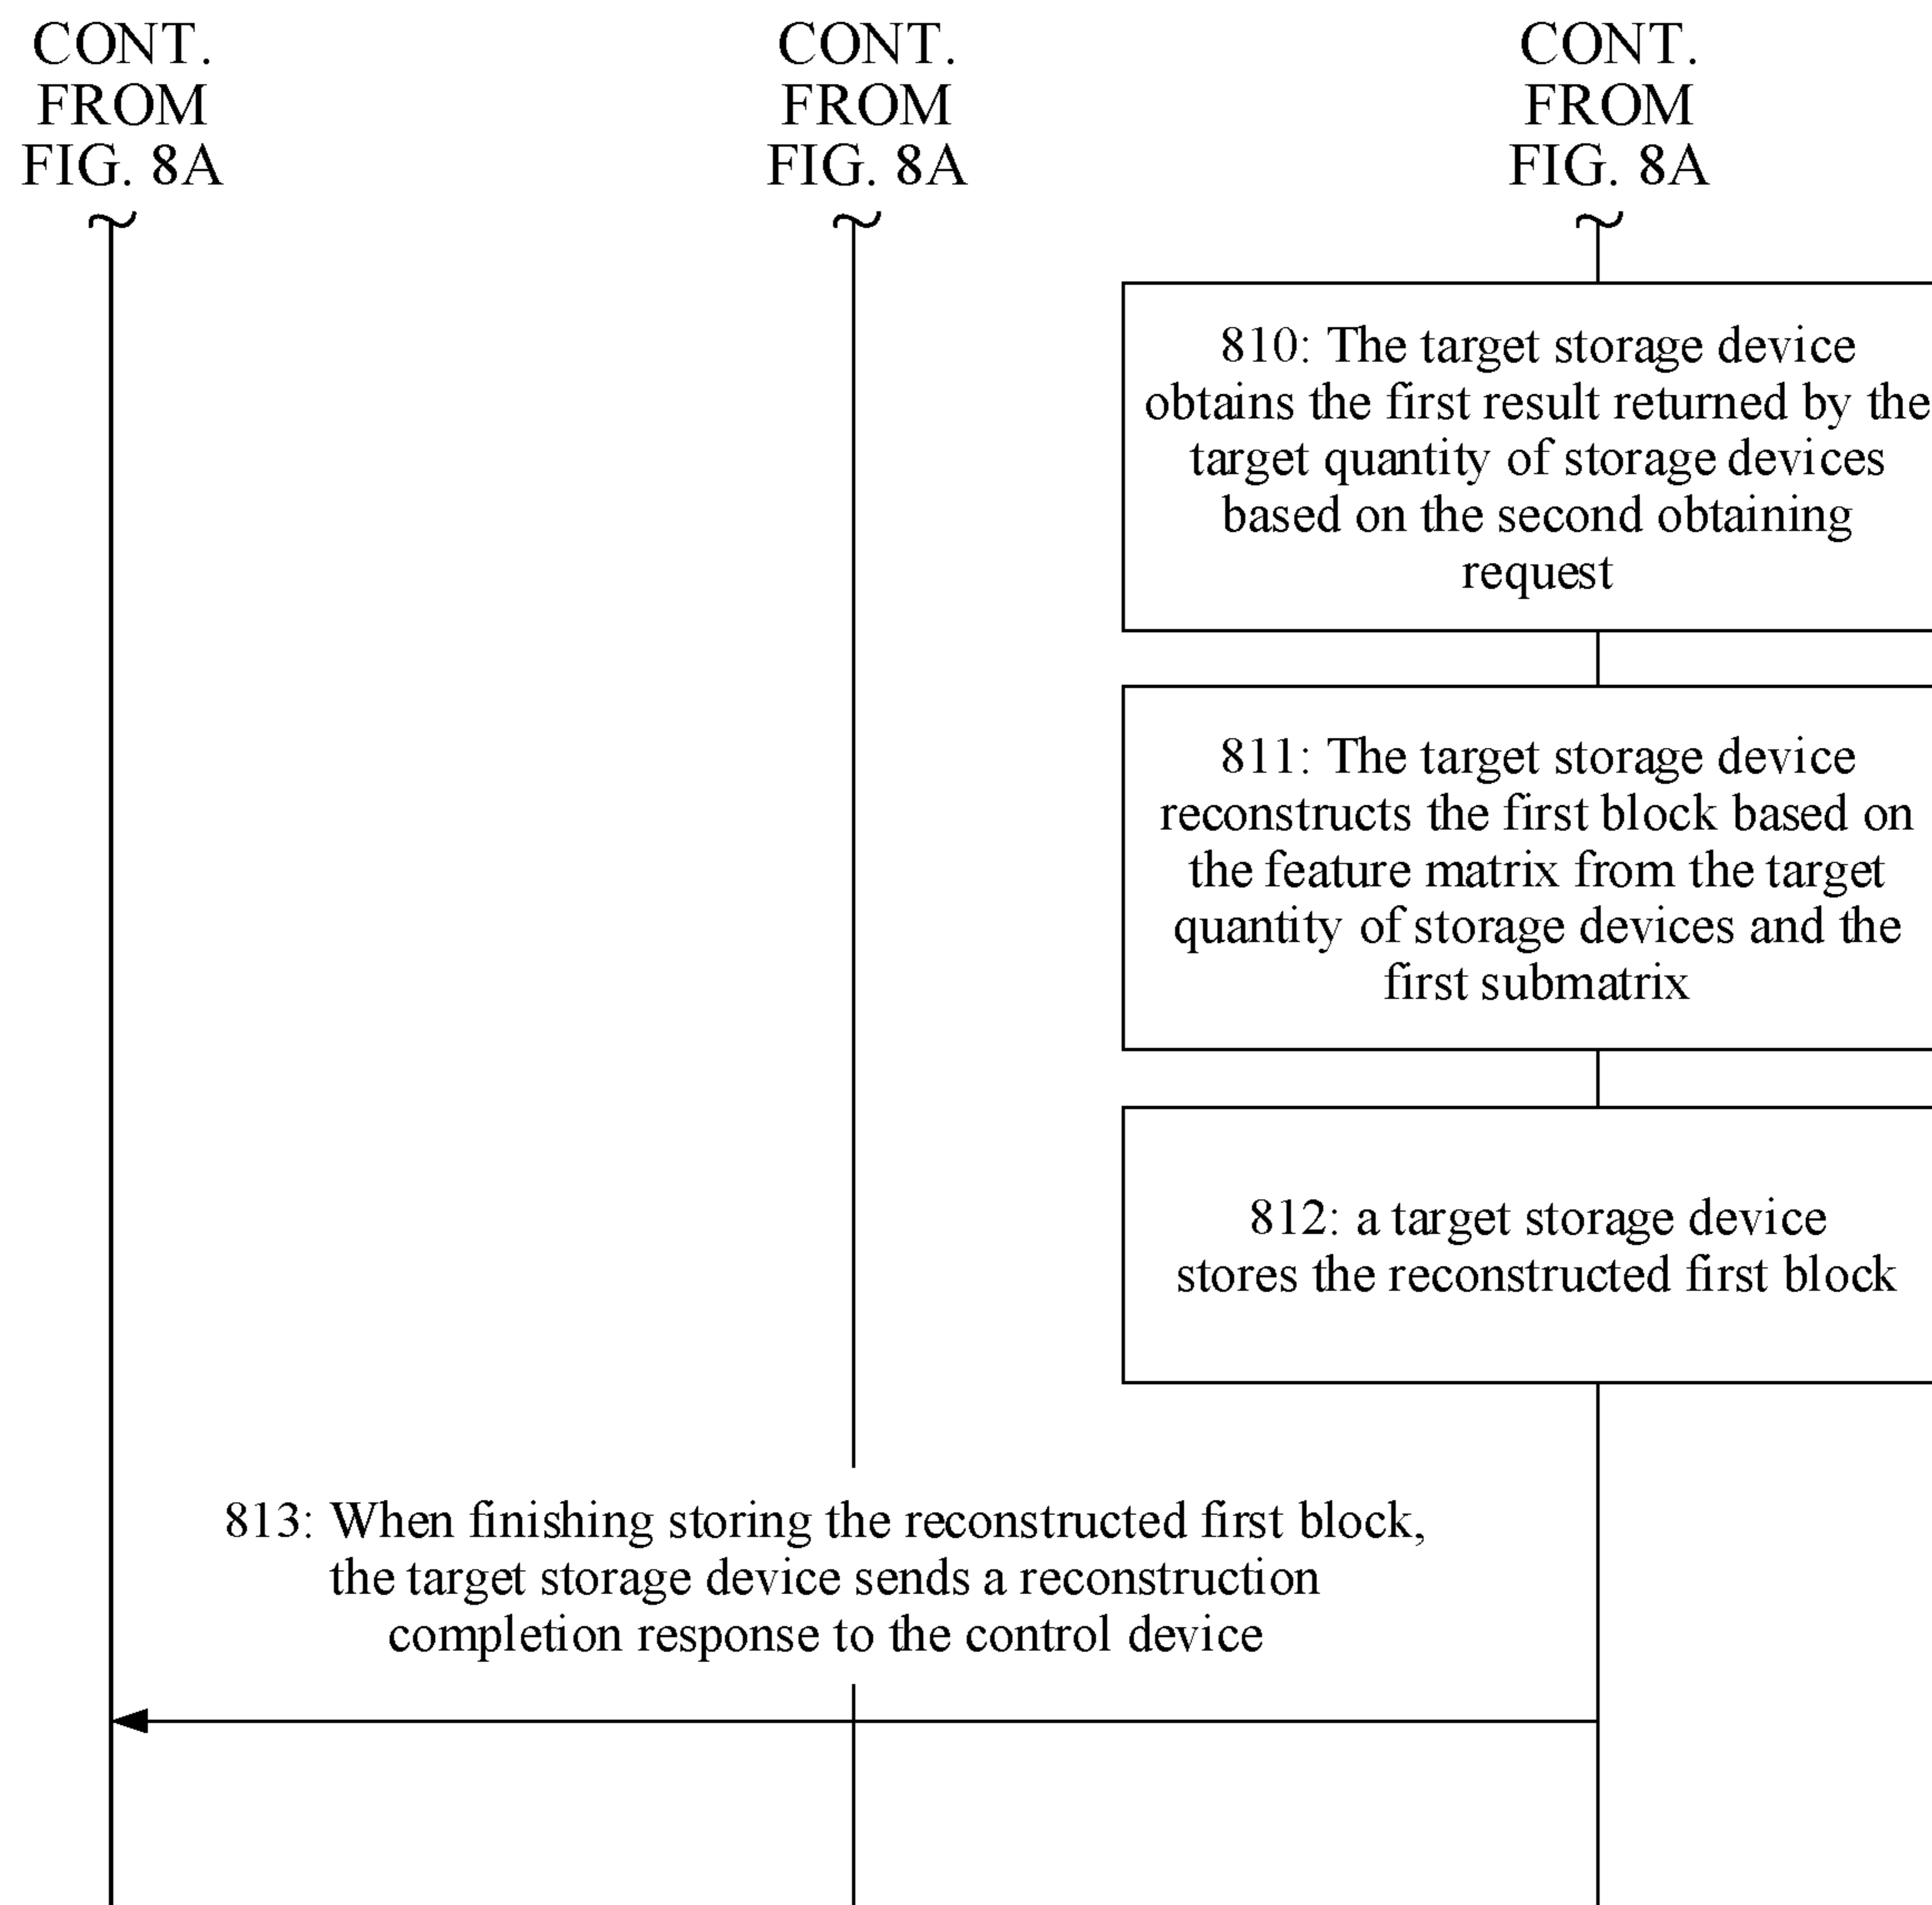 CONT.
FROM
FIG. 8A
CONT.
FROM
FIG. 8A
CONT.
FROM
FIG. 8A
810: The target storage device
obtains the first result returned by the
target quantity of storage devices
based on the second obtaining
request
811: The target storage device
reconstructs the first block based on
the feature matrix from the target
quantity of storage devices and the
first submatrix
812: a target storage device
stores the reconstructed first block
813: When finishing storing the reconstructed first block,
the target storage device sends a reconstruction
completion response to the control device